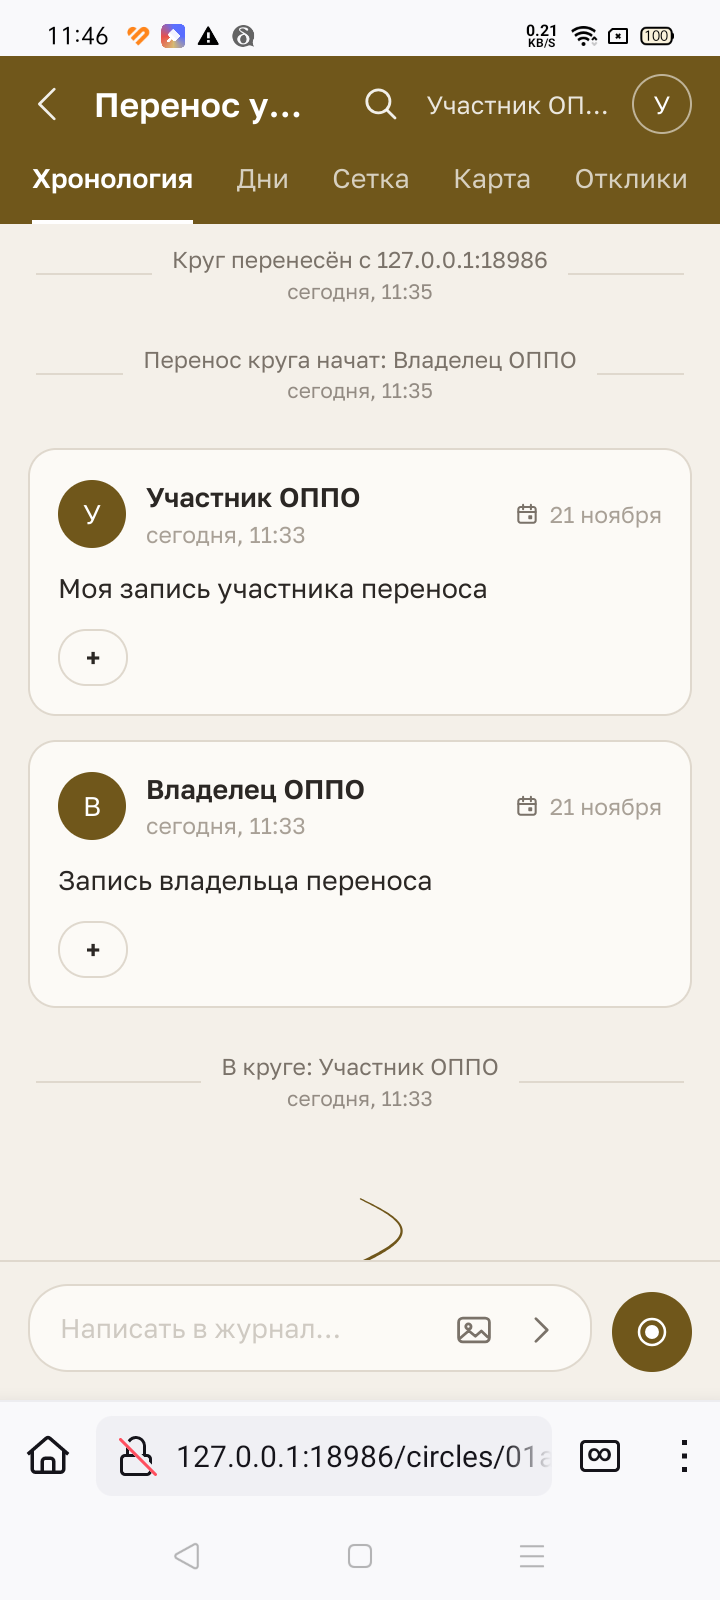 11:46
0.21
KB/S
100
Перенос у...
Участник ОП...
У
Хронология
Дни
Сетка
Карта
Отклики
Круг перенесён с 127.0.0.1:18986
сегодня, 11:35
Перенос круга начат: Владелец ОППО
сегодня, 11:35
У
Участник ОППО
сегодня, 11:33
21 ноября
Моя запись участника переноса
+
В
Владелец ОППО
сегодня, 11:33
21 ноября
Запись владельца переноса
+
В круге: Участник ОППО
сегодня, 11:33
Написать в журнал...
127.0.0.1:18986/circles/01a